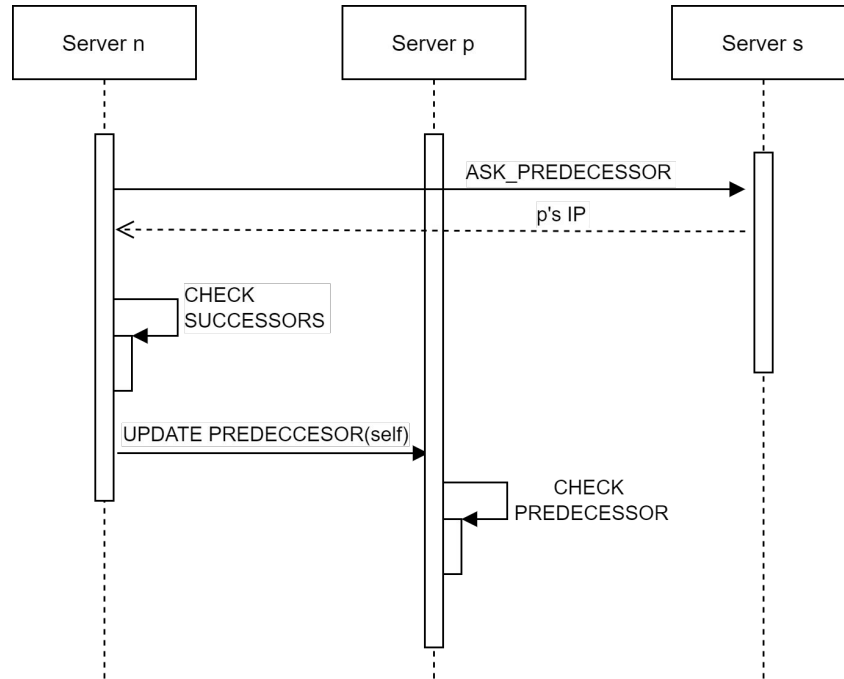 Server n
Server p
Server s
ASK_PREDECESSOR
p's IP
CHECK
SUCCESSORS
UPDATE PREDECCESOR(self)
CHECK
PREDECESSOR